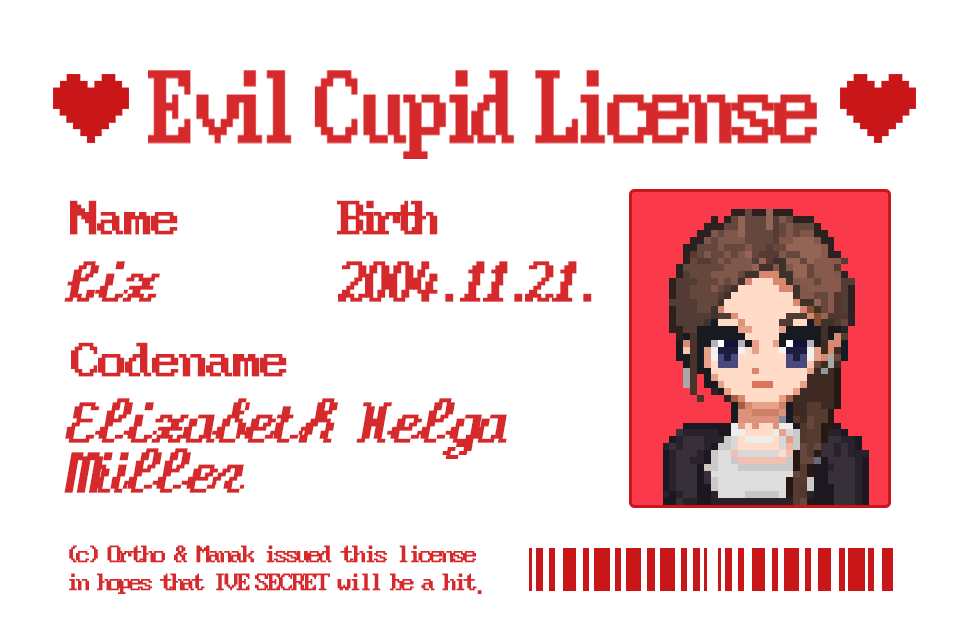 Evil Cupid License
Name
Liz
Birth
2004.11.21.
Codename
Elizabeth Helga
Müller
(c) Ortho & Manak issued this license
in hopes that IVE SECRET will be a hit.